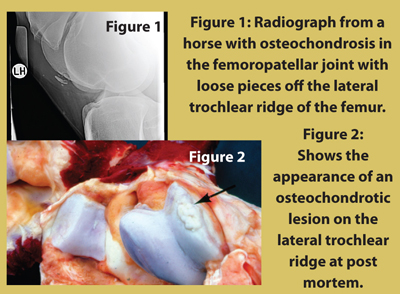 Figure 1
LH
Figure 1: Radiograph from a
horse with osteochondrosis in
the femoropatellar joint with
loose pieces off the lateral
trochlear ridge of the femur.
Figure 2
Figure 2:
Shows the
appearance of an
osteochondrotic
lesion on the
lateral trochlear
ridge at post
mortem.